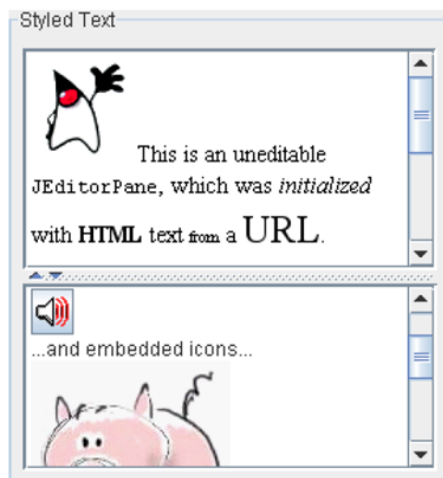 Styled Text
This is an uneditable
JEditorPane, which was initialized
with HTML text from a URL.
...and embedded icons...